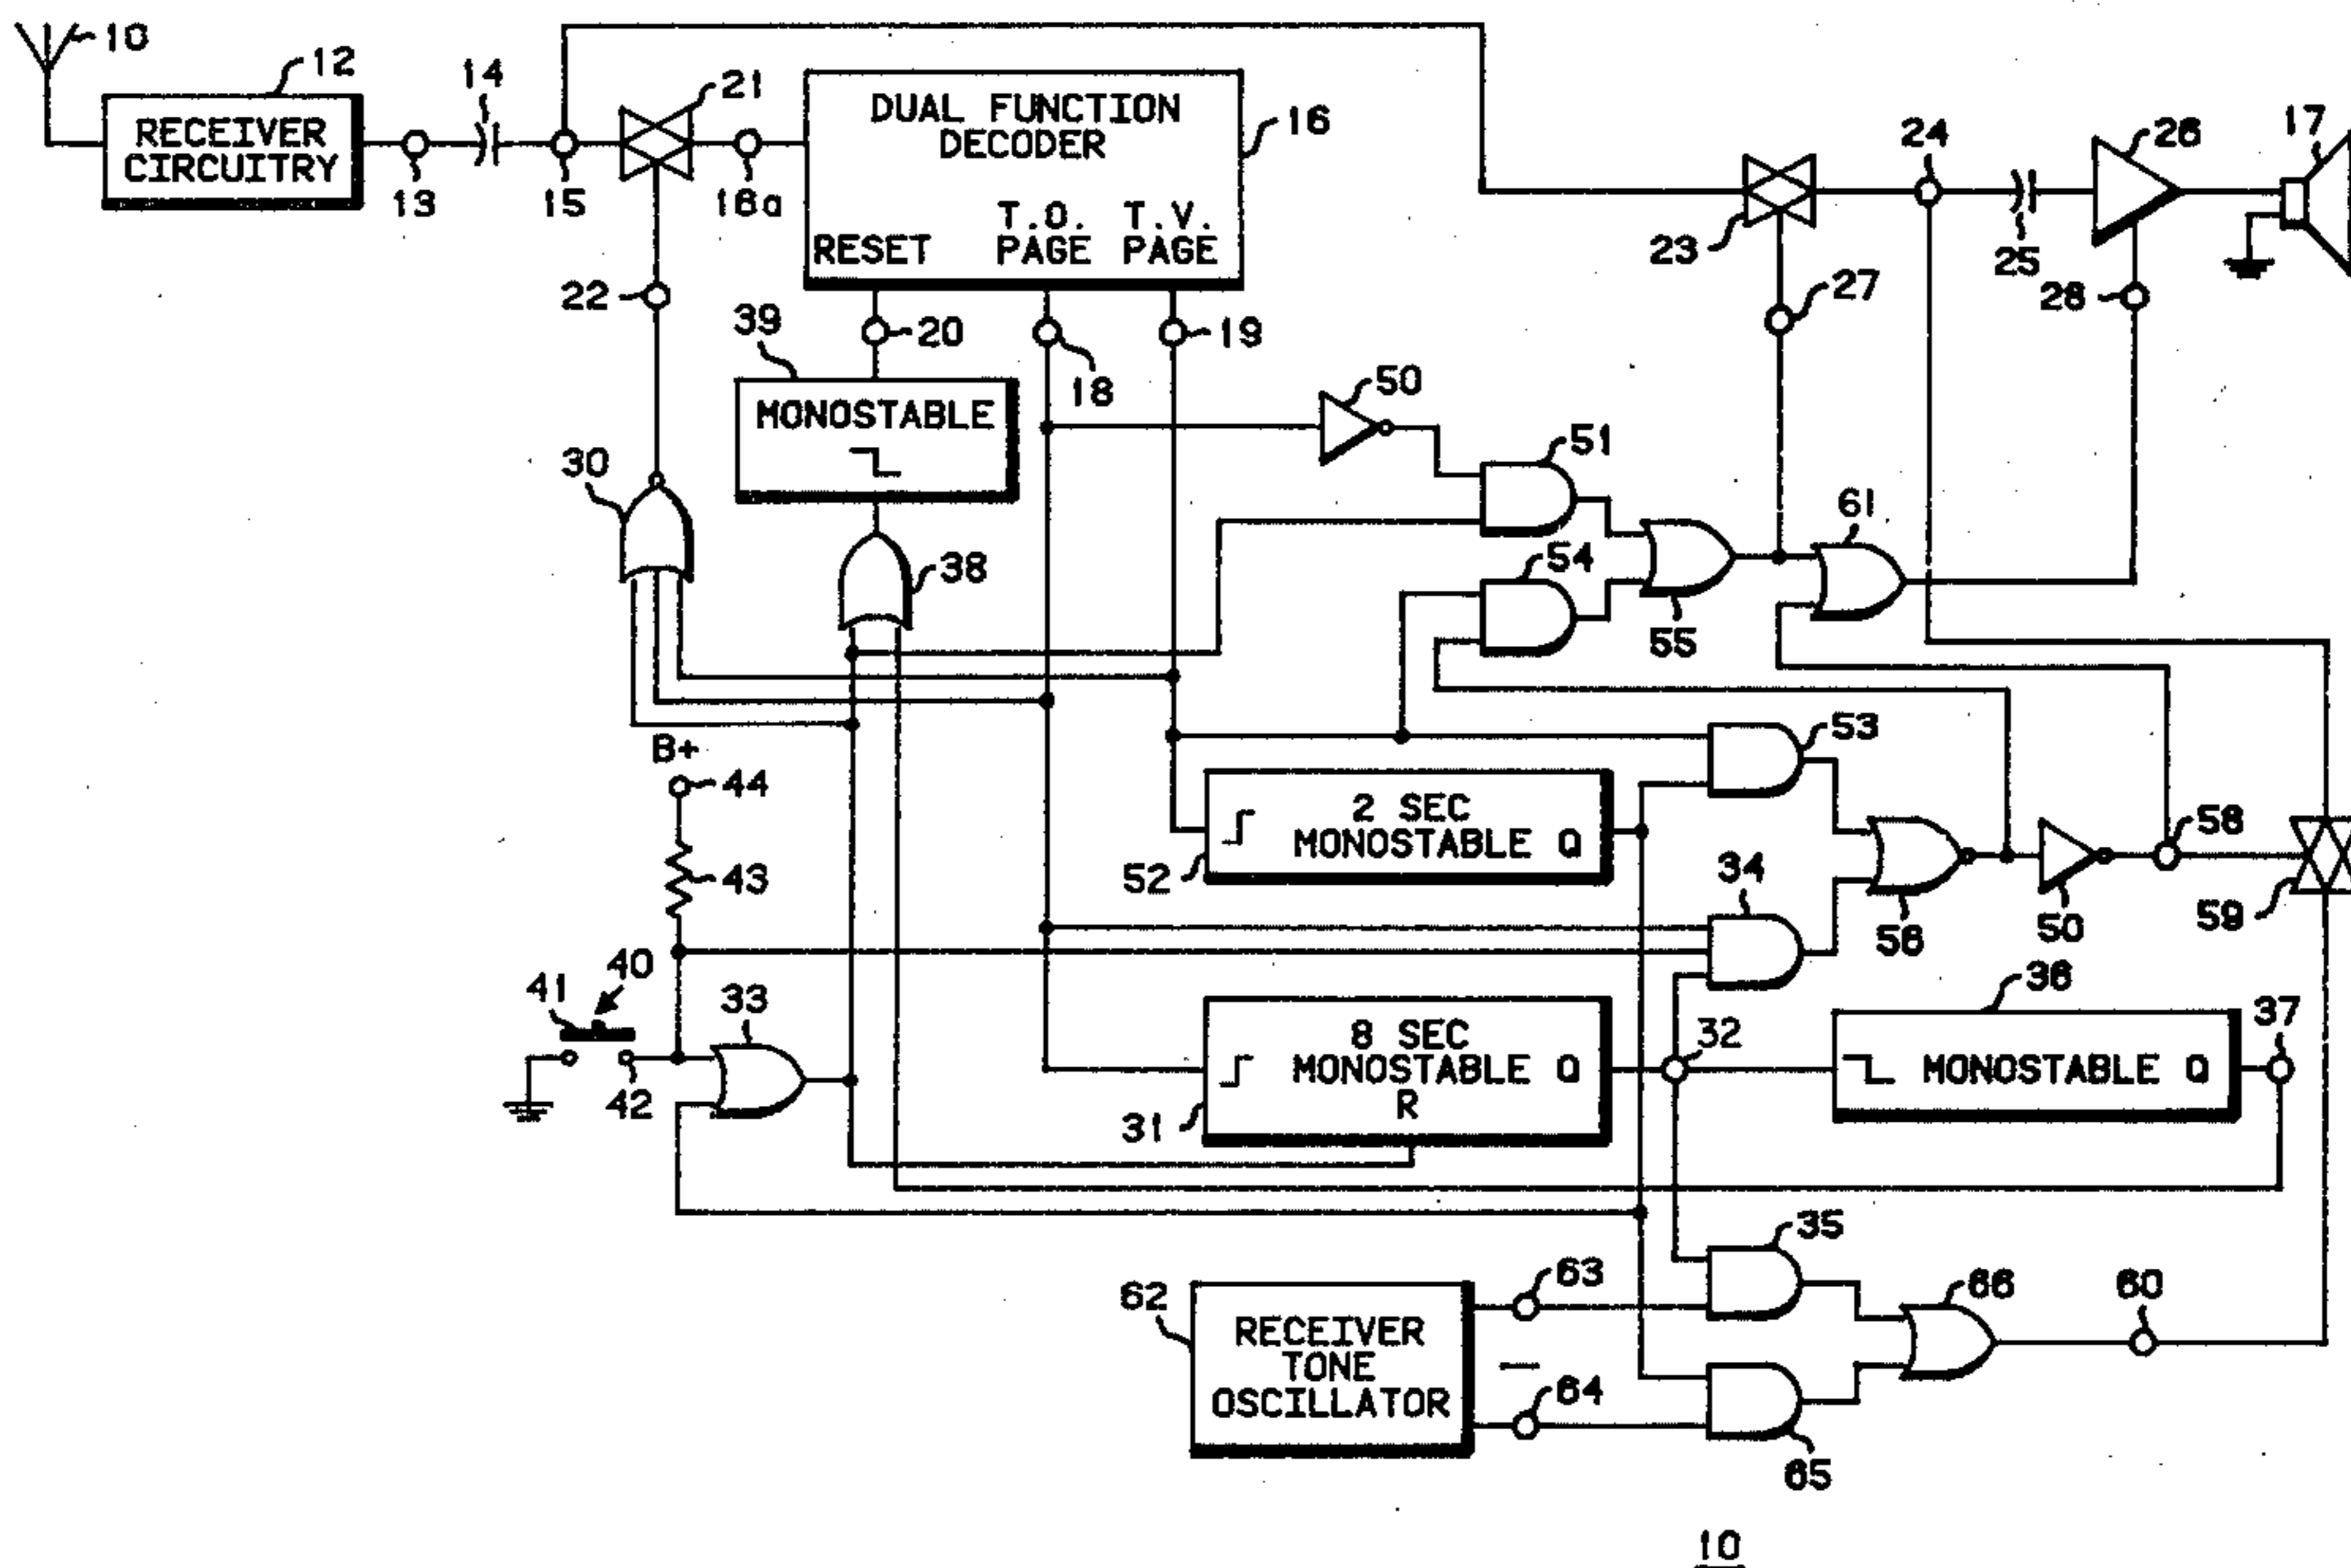 10
12
RECEIVER
CIRCUITRY
13
14
15
21
16a
DUAL FUNCTION
DECODER
16
RESET
T.O.
PAGE
T.V.
PAGE
23
24
25
26
17
22
39
20
18
19
27
26
MONOSTABLE
50
51
30
38
54
55
61
B+
44
43
53
2 SEC
MONOSTABLE Q
52
34
56
50
58
59
40
41
42
33
8 SEC
MONOSTABLE Q
R
31
32
36
MONOSTABLE Q
37
35
62
RECEIVER
TONE
OSCILLATOR
63
64
65
66
60
10